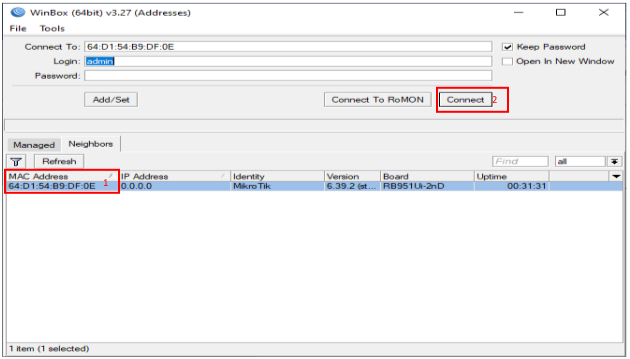 WinBox (64bit) v3.27 (Addresses)
File Tools
Connect To: 64:D1:54:B9:DF:0E
Keep Password
Login: admin
Open In New Window
Password:
Add/Set
Connect To RoMON
Connect 2
Managed Neighbors
Refresh
Find
all
MAC Address IP Address Identity Version Board Uptime
64:D1:54:B9:DF:0E 1 0.0.0.0 MikroTik 6.39.2 (st... RB951Ui-2nD 00:31:31
1 item (1 selected)